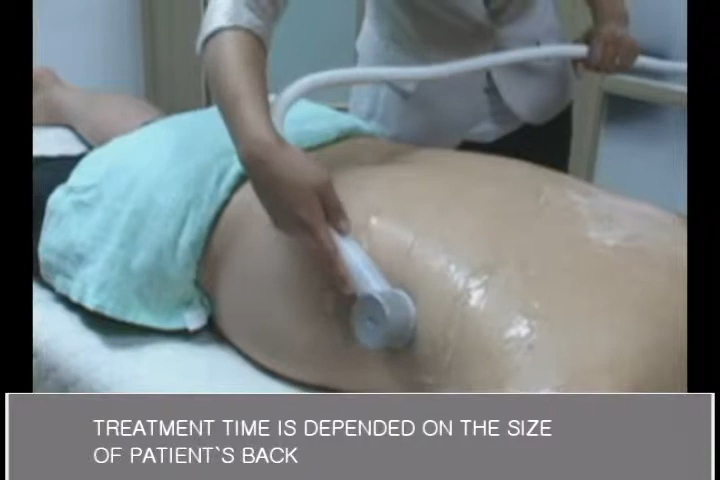 TREATMENT TIME IS DEPENDED ON THE SIZE
OF PATIENT`S BACK